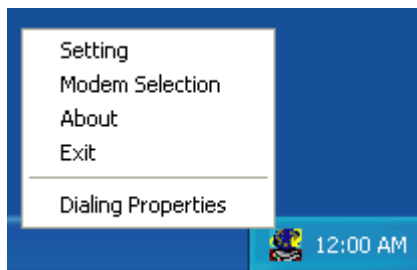 Setting
Modem Selection
About
Exit
Dialing Properties
12:00 AM